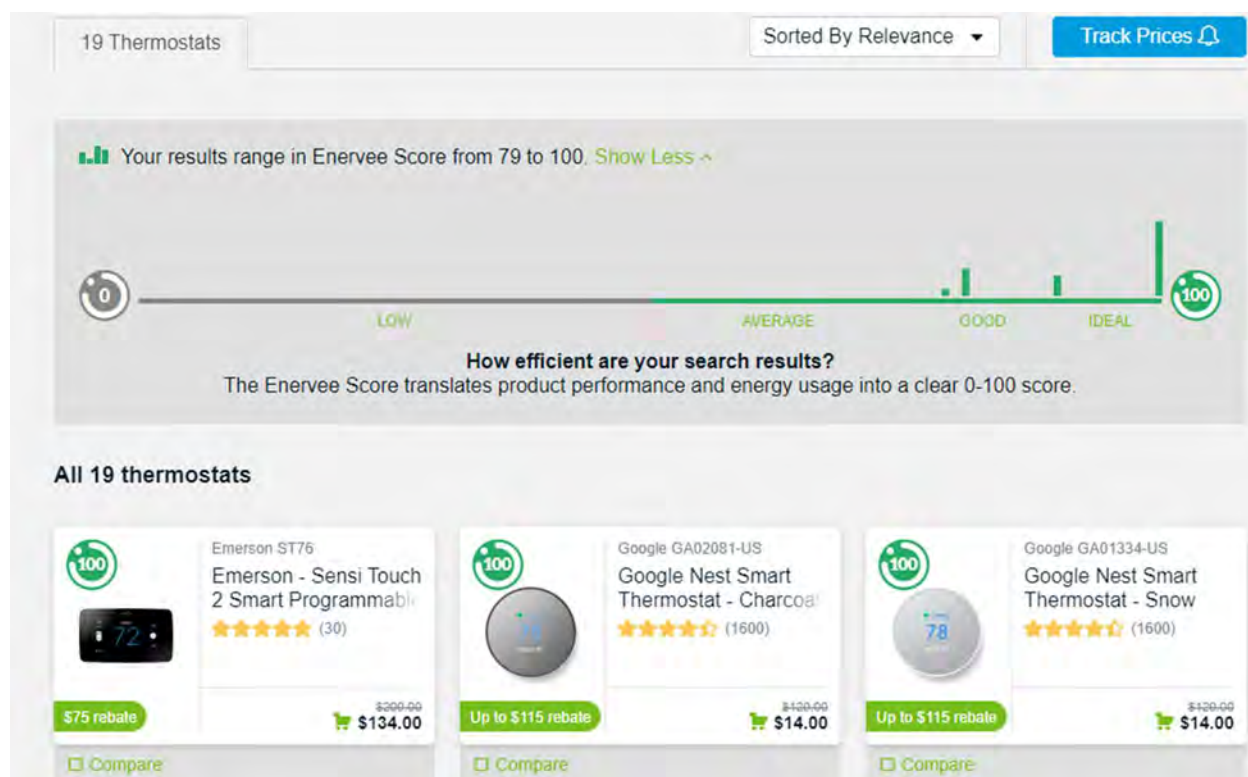 19 Thermostats
Sorted By Relevance
Track Prices
Your results range in Enervee Score from 79 to 100. Show Less
0
100
LOW
AVERAGE
GOOD
IDEAL
How efficient are your search results?
The Enervee Score translates product performance and energy usage into a clear 0-100 score.
All 19 thermostats
100
Emerson ST76
Emerson - Sensi Touch
2 Smart Programmabl
(30)
72
$75 rebate
$200.00
$134.00
Compare
100
Google GA02081-US
Google Nest Smart
Thermostat - Charcoa
(1600)
Up to $115 rebate
$120.00
$14.00
Compare
100
Google GA01334-US
Google Nest Smart
Thermostat - Snow
(1600)
78
Up to $115 rebate
$120.00
$14.00
Compare